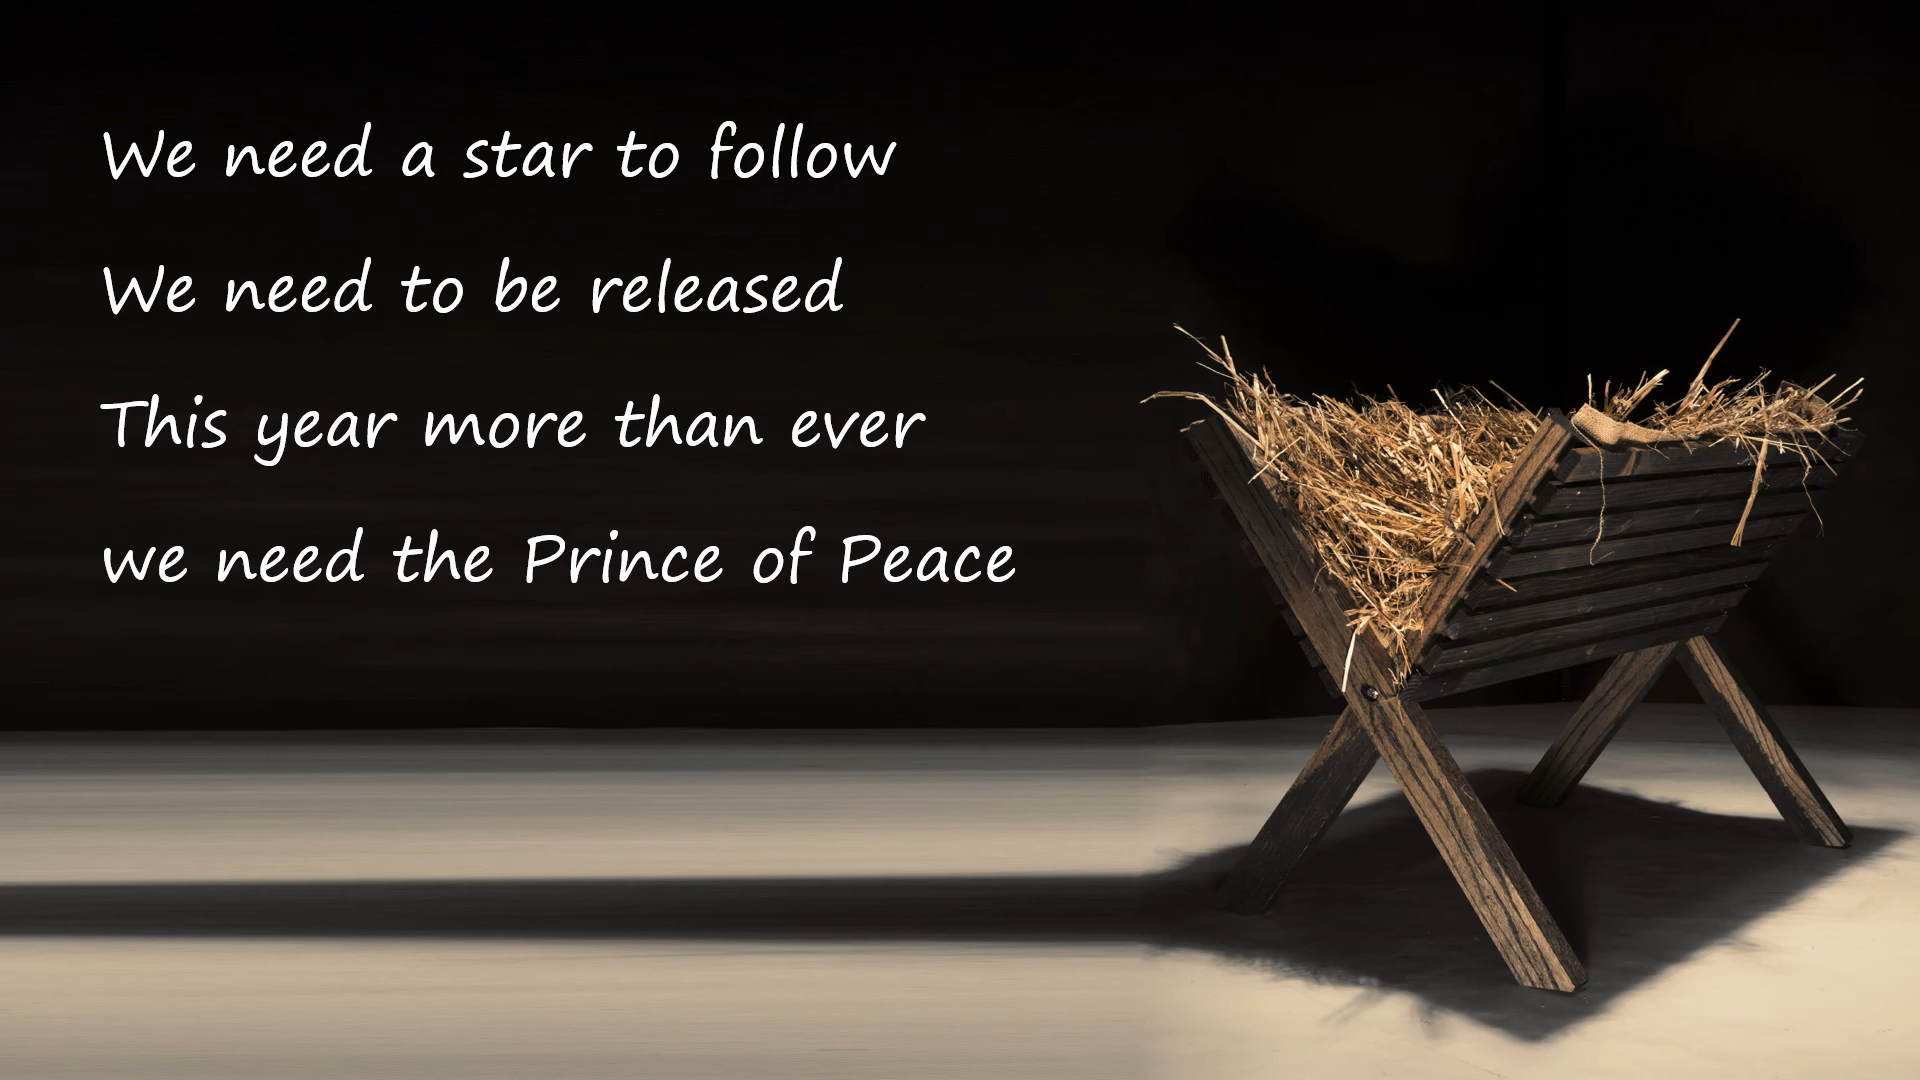 We need a star to follow
We need to be released
This year more than ever
we need the Prince of Peace